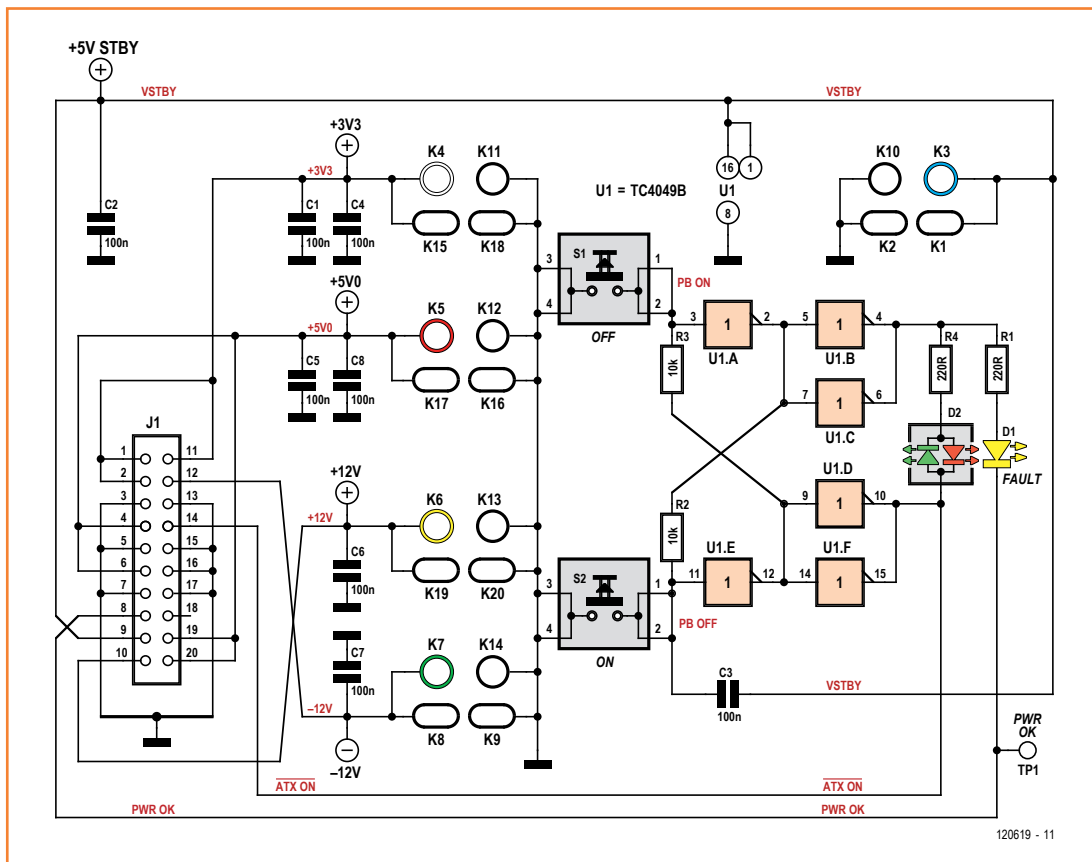 +5V STBY
VSTBY
VSTBY
+3V3
+3V3
K4
K11
K15
K18
C2
100n
C1
100n
C4
100n
U1 = TC4049B
16
1
U1
8
K10
K3
K2
K1
S1
3
4
1
2
OFF
PB ON
+5V0
+5V0
K5
K12
K17
K16
C5
100n
C8
100n
3
1
2
U1.A
5
1
4
U1.B
7
1
6
U1.C
R3
10k
R4
220R
R1
220R
D2
D1
FAULT
J1
1
2
3
4
5
6
7
8
9
10
11
12
13
14
15
16
17
18
19
20
+12V
+12V
K6
K13
K19
K20
C6
100n
C7
100n
K7
K14
K8
K9
–12V
–12V
S2
3
4
1
2
ON
PB OFF
R2
10k
9
1
10
U1.D
11
1
12
U1.E
14
1
15
U1.F
C3
100n
VSTBY
PWR
OK
TP1
ATX ON
ATX ON
PWR OK
PWR OK
120619 - 11